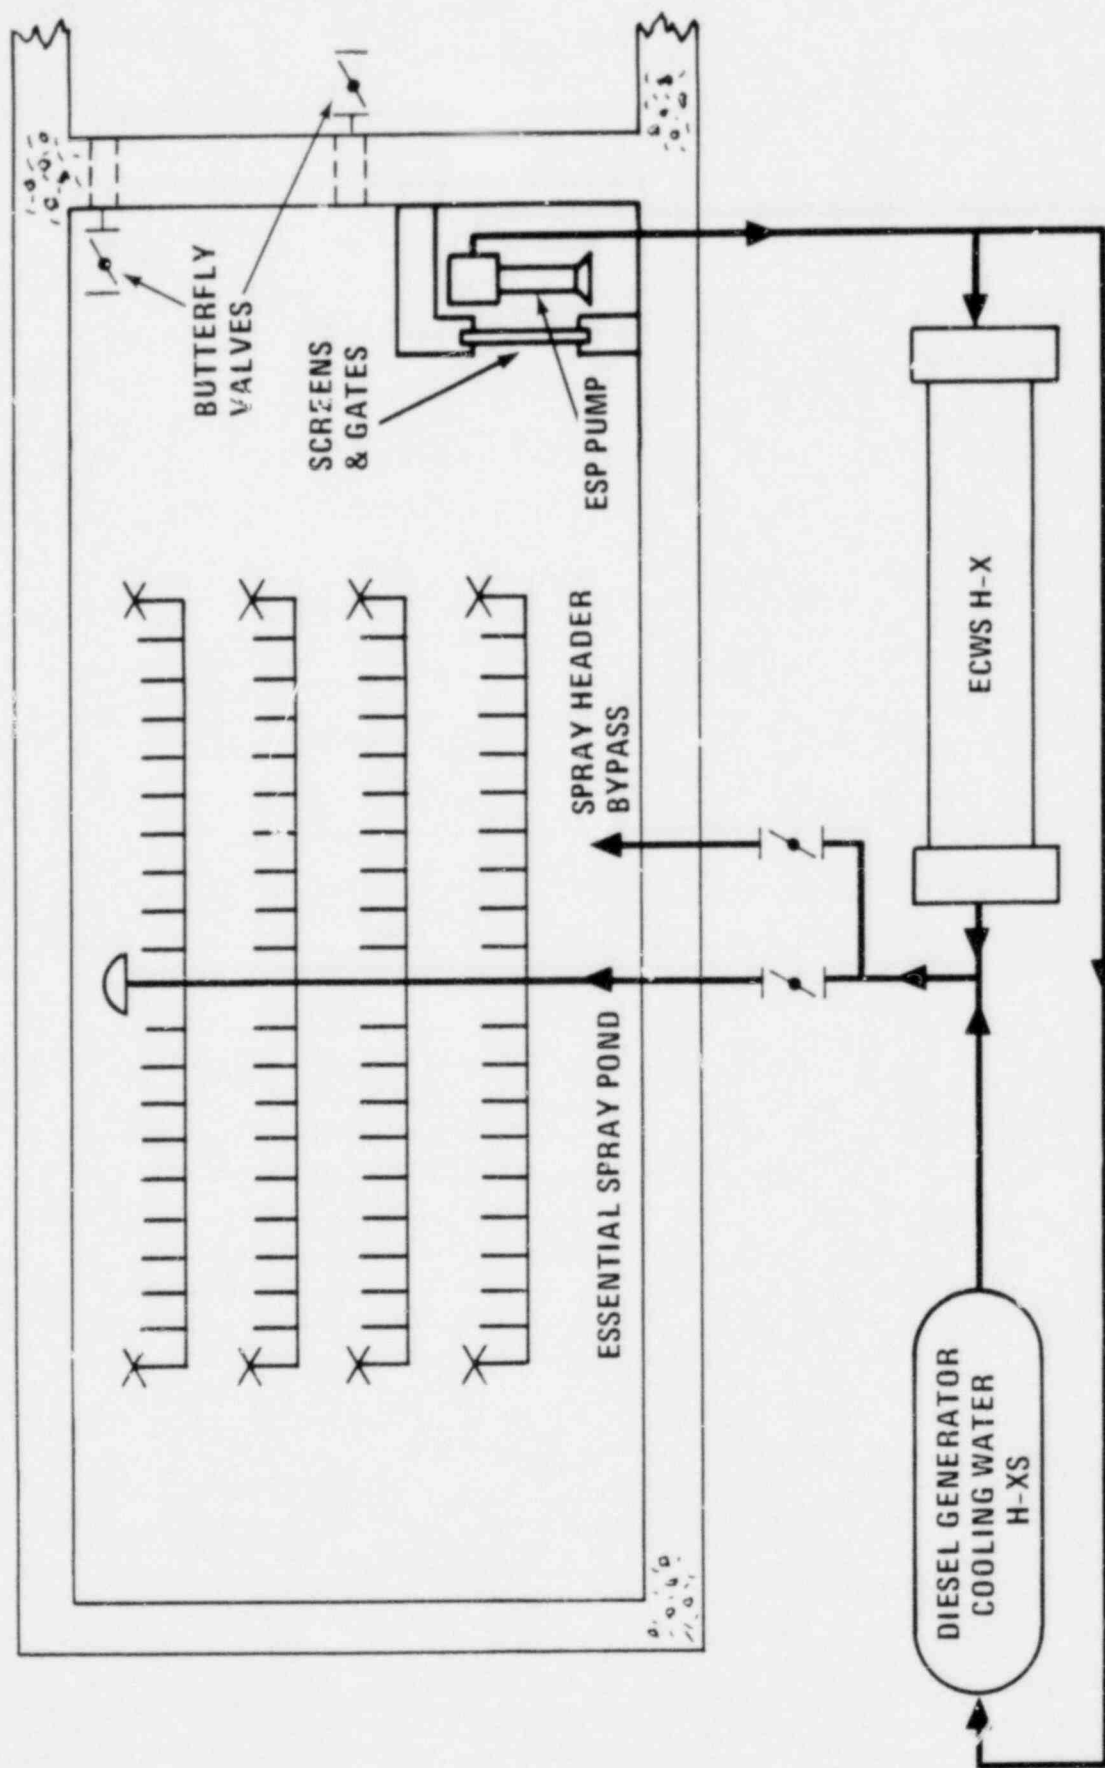 BUTTERFLY
VALVES
SCREENS
& GATES
ESP PUMP
SPRAY HEADER
BYPASS
ESSENTIAL SPRAY POND
ECWS H-X
DIESEL GENERATOR
COOLING WATER
H-XS